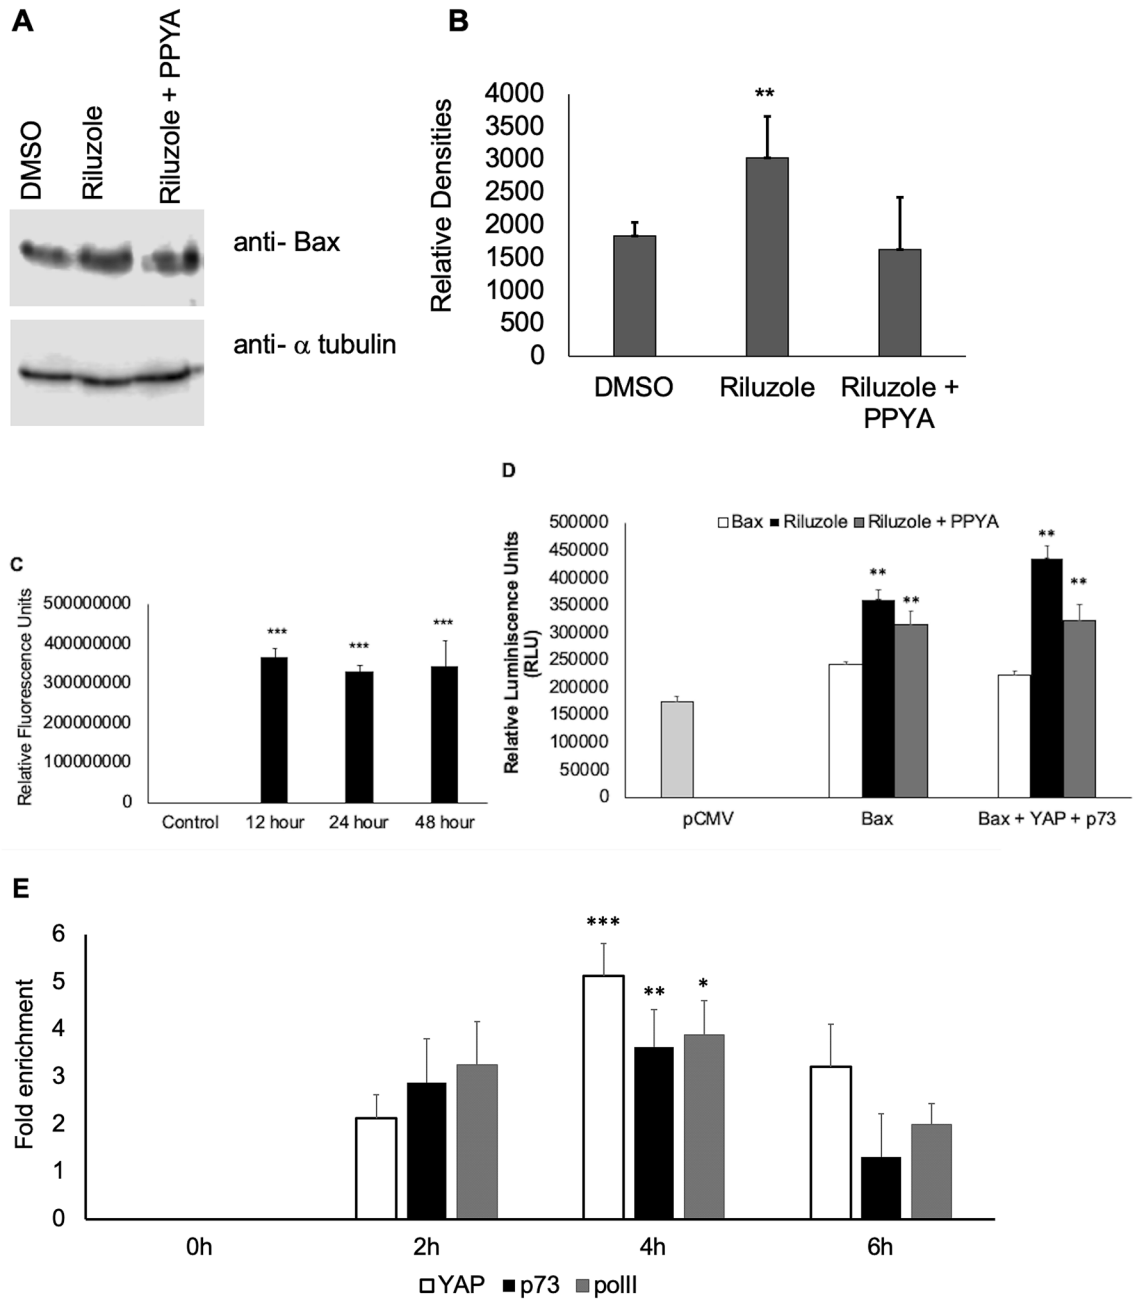 A
DMSO
Riluzole
Riluzole + PPYA
anti- Bax
anti- α tubulin
B
Relative Densities
4000
3500
3000
2500
2000
1500
1000
500
0
**
DMSO
Riluzole
Riluzole +
PPYA
C
Relative Fluorescence Units
500000000
400000000
300000000
200000000
100000000
0
***
***
***
Control
12 hour
24 hour
48 hour
D
Relative Luminiscence Units
(RLU)
500000
450000
400000
350000
300000
250000
200000
150000
100000
50000
0
Bax
Riluzole
Riluzole + PPYA
**
**
**
**
pCMV
Bax
Bax + YAP + p73
E
Fold enrichment
6
5
4
3
2
1
0
***
**
*
0h
2h
4h
6h
YAP
p73
polII